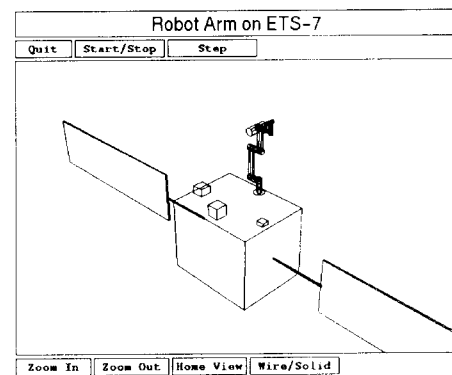 Robot Arm on ETS-7
Quit Start/Stop Step
Zoom In Zoom Out Home View Wire/Solid